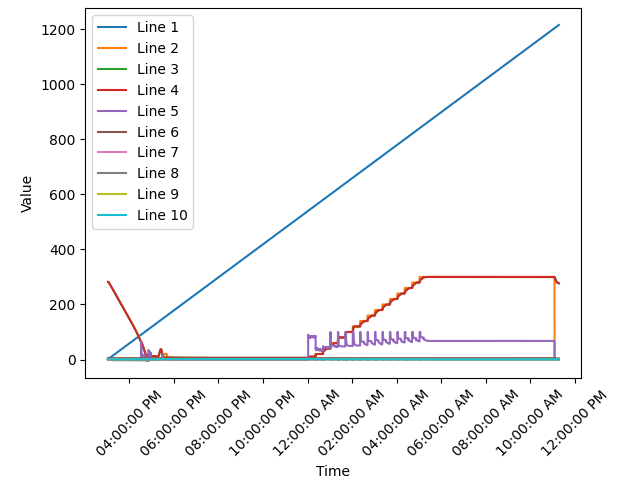 1200
1000
800
600
400
200
0
Value
Line 1
Line 2
Line 3
Line 4
Line 5
Line 6
Line 7
Line 8
Line 9
Line 10
04:00:00 PM
06:00:00 PM
08:00:00 PM
10:00:00 PM
12:00:00 AM
02:00:00 AM
04:00:00 AM
06:00:00 AM
08:00:00 AM
10:00:00 AM
12:00:00 PM
Time